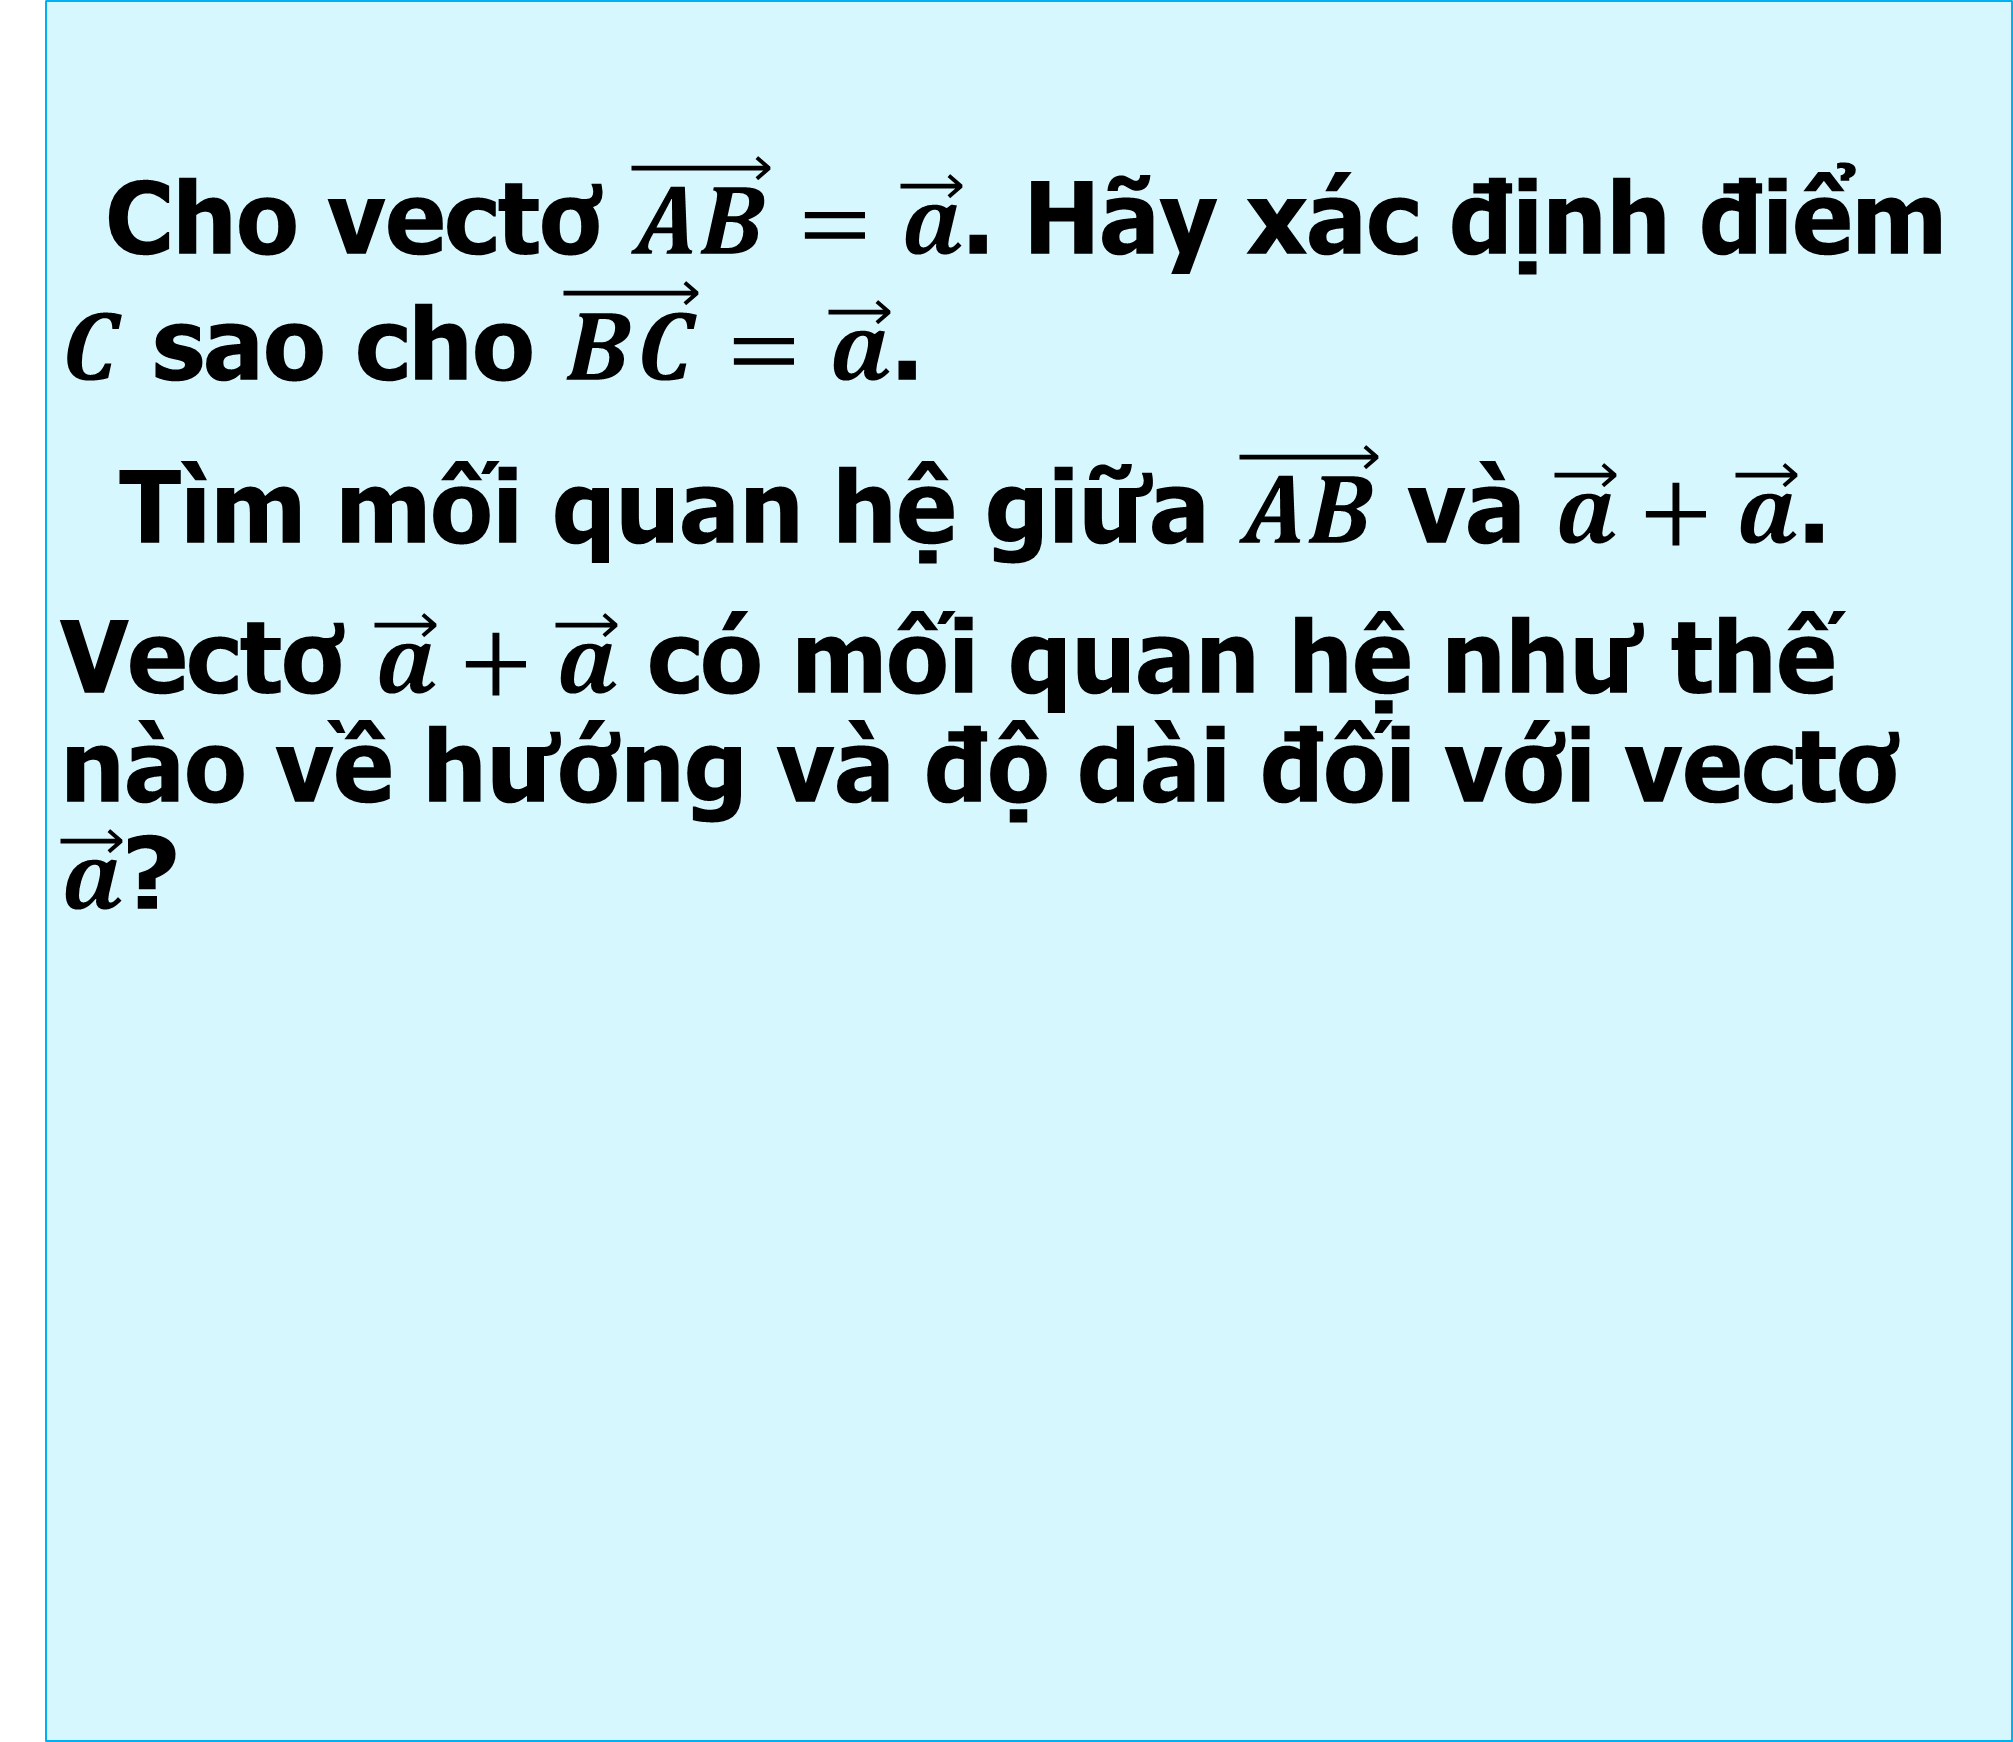 Cho vectơ $\overrightarrow{AB} = \vec{a}$. Hãy xác định điểm
$C$ sao cho $\overrightarrow{BC} = \vec{a}$.
Tìm mối quan hệ giữa $\overrightarrow{AB}$ và $\vec{a} + \vec{a}$.
Vectơ $\vec{a} + \vec{a}$ có mối quan hệ như thế
nào về hướng và độ dài đối với vectơ
$\vec{a}$?